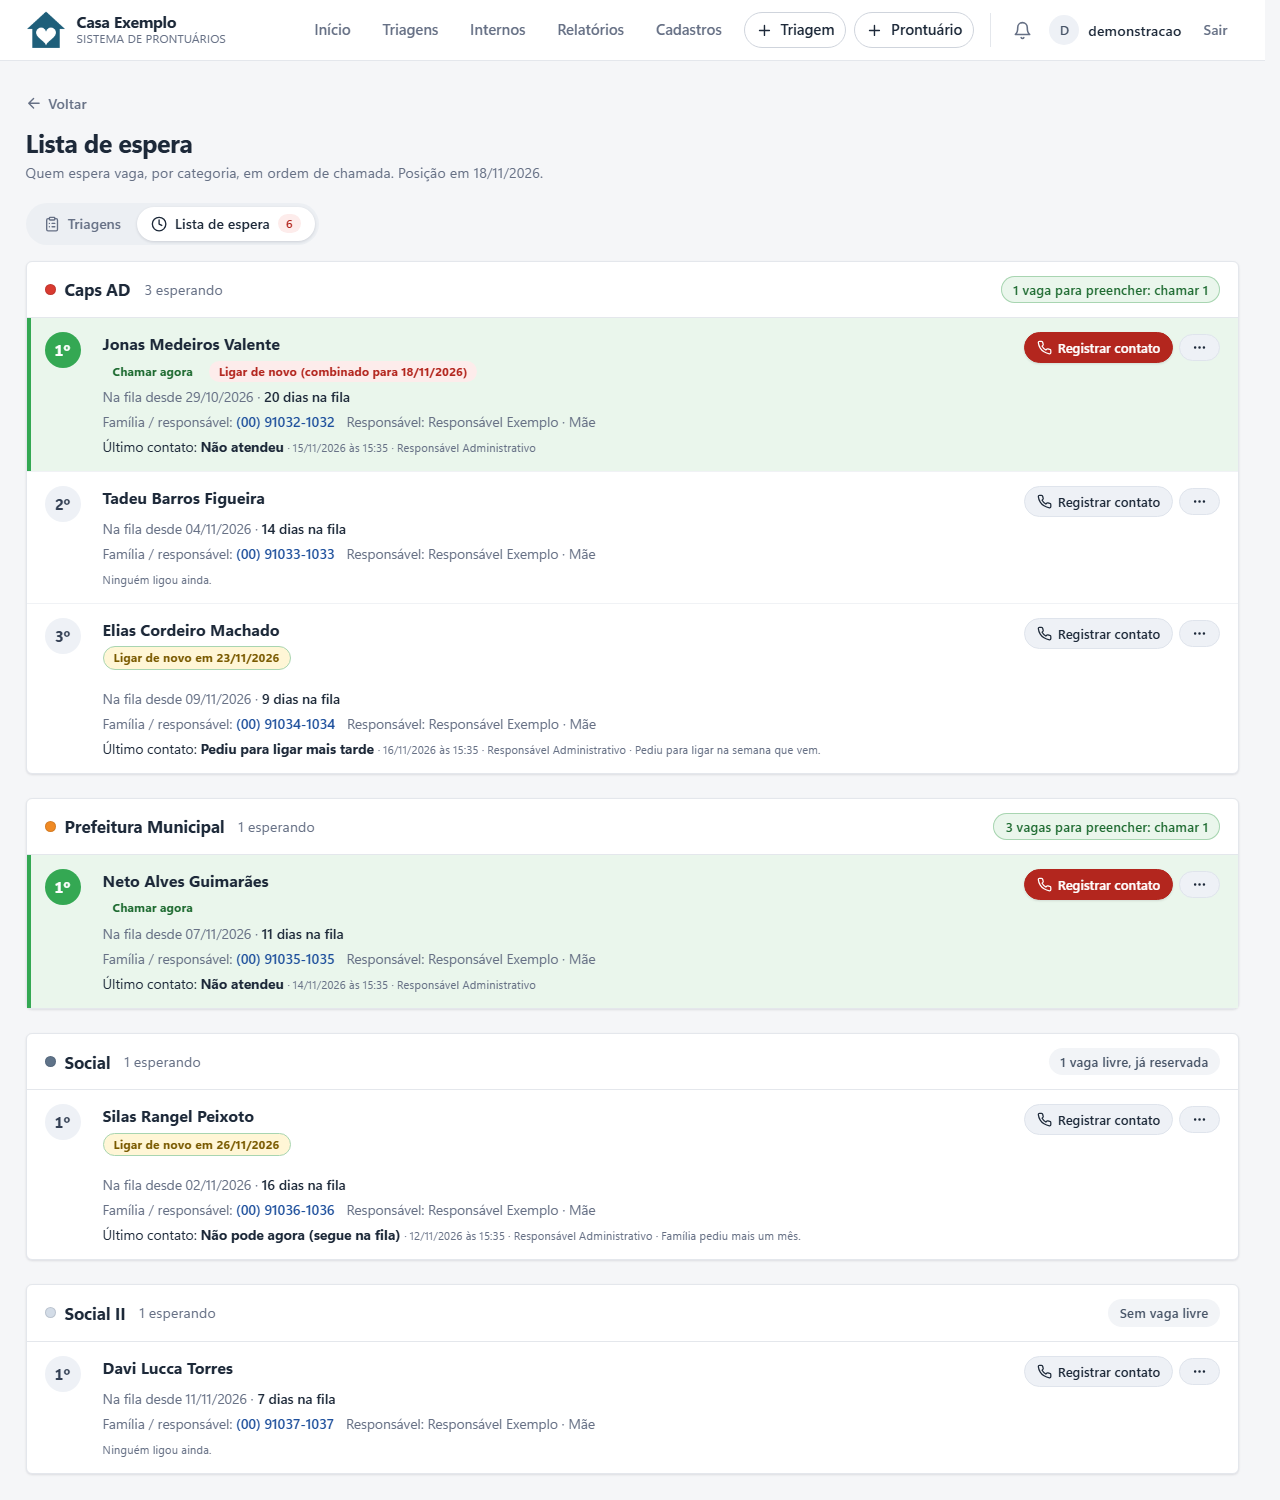 Casa Exemplo
SISTEMA DE PRONTUÁRIOS
Início Triagens Internos Relatórios Cadastros + Triagem + Prontuário D demonstracao Sair
Voltar
Lista de espera
Quem espera vaga, por categoria, em ordem de chamada. Posição em 18/11/2026.
Triagens Lista de espera 6
Caps AD 3 esperando 1 vaga para preencher: chamar 1
1º Jonas Medeiros Valente Registrar contato ...
Chamar agora Ligar de novo (combinado para 18/11/2026)
Na fila desde 29/10/2026 · 20 dias na fila
Família / responsável: (00) 91032-1032 Responsável: Responsável Exemplo · Mãe
Último contato: Não atendeu · 15/11/2026 às 15:35 · Responsável Administrativo
2º Tadeu Barros Figueira Registrar contato ...
Na fila desde 04/11/2026 · 14 dias na fila
Família / responsável: (00) 91033-1033 Responsável: Responsável Exemplo · Mãe
Ninguém ligou ainda.
3º Elias Cordeiro Machado Registrar contato ...
Ligar de novo em 23/11/2026
Na fila desde 09/11/2026 · 9 dias na fila
Família / responsável: (00) 91034-1034 Responsável: Responsável Exemplo · Mãe
Último contato: Pediu para ligar mais tarde · 16/11/2026 às 15:35 · Responsável Administrativo · Pediu para ligar na semana que vem.
Prefeitura Municipal 1 esperando 3 vagas para preencher: chamar 1
1º Neto Alves Guimarães Registrar contato ...
Chamar agora
Na fila desde 07/11/2026 · 11 dias na fila
Família / responsável: (00) 91035-1035 Responsável: Responsável Exemplo · Mãe
Último contato: Não atendeu · 14/11/2026 às 15:35 · Responsável Administrativo
Social 1 esperando 1 vaga livre, já reservada
1º Silas Rangel Peixoto Registrar contato ...
Ligar de novo em 26/11/2026
Na fila desde 02/11/2026 · 16 dias na fila
Família / responsável: (00) 91036-1036 Responsável: Responsável Exemplo · Mãe
Último contato: Não pode agora (segue na fila) · 12/11/2026 às 15:35 · Responsável Administrativo · Família pediu mais um mês.
Social II 1 esperando Sem vaga livre
1º Davi Lucca Torres Registrar contato ...
Na fila desde 11/11/2026 · 7 dias na fila
Família / responsável: (00) 91037-1037 Responsável: Responsável Exemplo · Mãe
Ninguém ligou ainda.